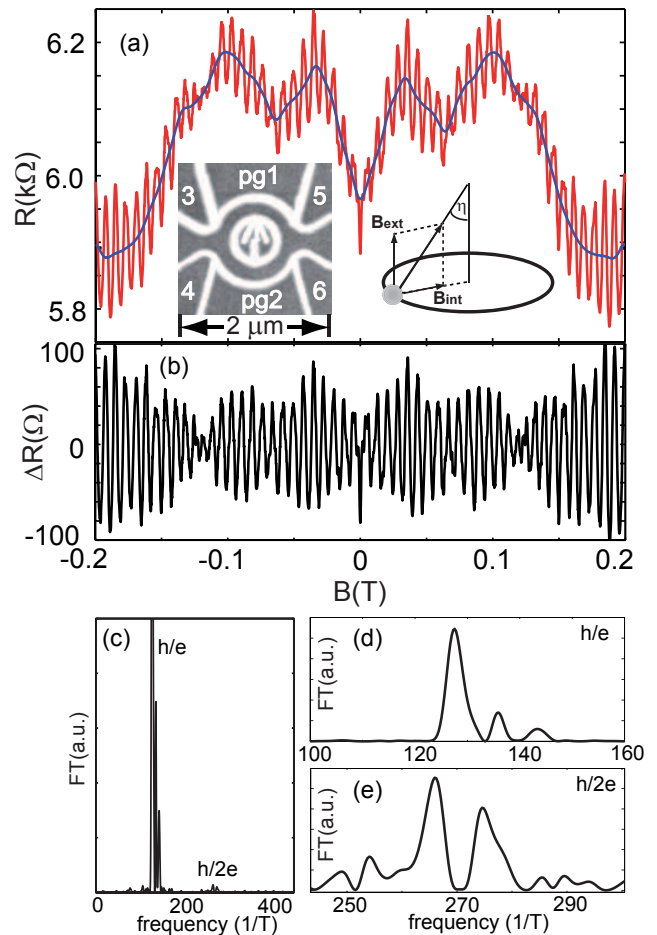 (a)
6.2
6.0
5.8
R(kΩ)
pg1
3
5
4
6
pg2
2 μm
η
Bext
Bint
(b)
100
0
-100
ΔR(Ω)
-0.2
-0.1
0
0.1
0.2
B(T)
(c)
h/e
h/2e
FT(a.u.)
0
200
400
frequency (1/T)
(d)
h/e
FT(a.u.)
100
120
140
160
(e)
h/2e
FT(a.u.)
250
270
290
frequency (1/T)